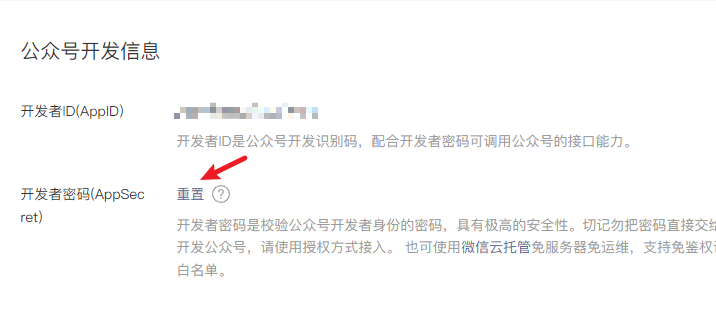 公众号开发信息
开发者ID(AppID)
开发者ID是公众号开发识别码，配合开发者密码可调用公众号的接口能力。
开发者密码(AppSec
ret)
重置 ?
开发者密码是校验公众号开发者身份的密码，具有极高的安全性。切记勿把密码直接交给
开发公众号，请使用授权方式接入。 也可使用微信云托管免服务器免运维，支持免鉴权
白名单。